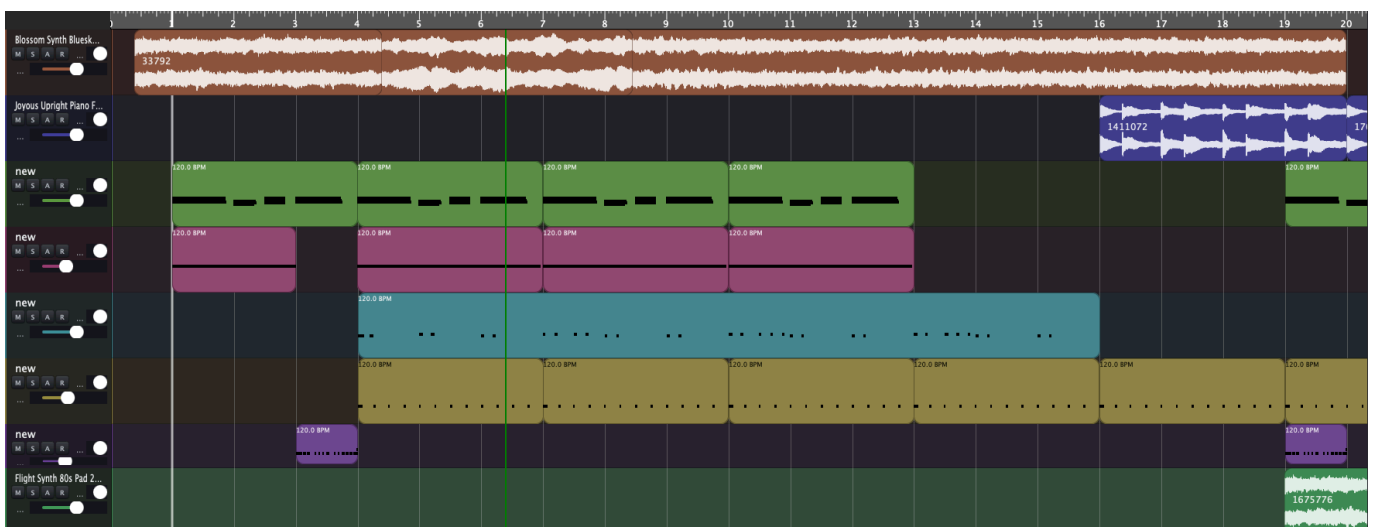 1 2 3 4 5 6 7 8 9 10 11 12 13 14 15 16 17 18 19 20
Blossom Synth Bluesk...
M S A R ...
...
33792
Joyous Upright Piano F...
M S A R ...
...
1411072
new
M S A R ...
...
120.0 BPM 120.0 BPM 120.0 BPM 120.0 BPM 120.0 BPM
new
M S A R ...
...
120.0 BPM 120.0 BPM 120.0 BPM 120.0 BPM
new
M S A R ...
...
120.0 BPM
new
M S A R ...
...
120.0 BPM 120.0 BPM 120.0 BPM 120.0 BPM 120.0 BPM 120.0 BPM
new
M S A R ...
...
120.0 BPM 120.0 BPM
Flight Synth 80s Pad 2...
M S A R ...
...
1675776